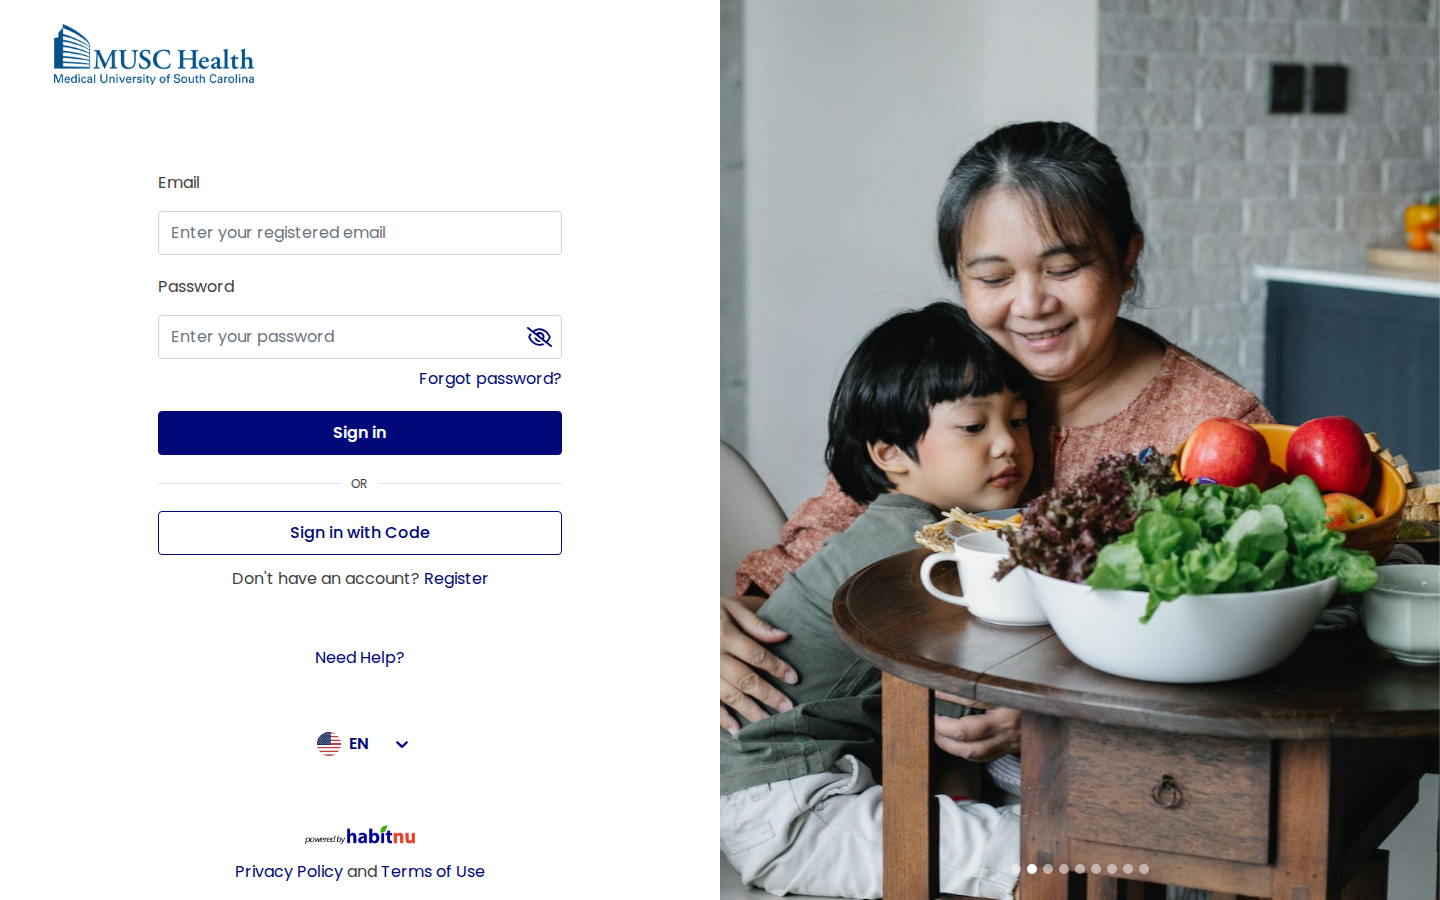 MUSC Health
Medical University of South Carolina
Email
Enter your registered email
Password
Enter your password
Forgot password?
Sign in
OR
Sign in with Code
Don't have an account? Register
Need Help?
EN
powered by habitnu
Privacy Policy and Terms of Use